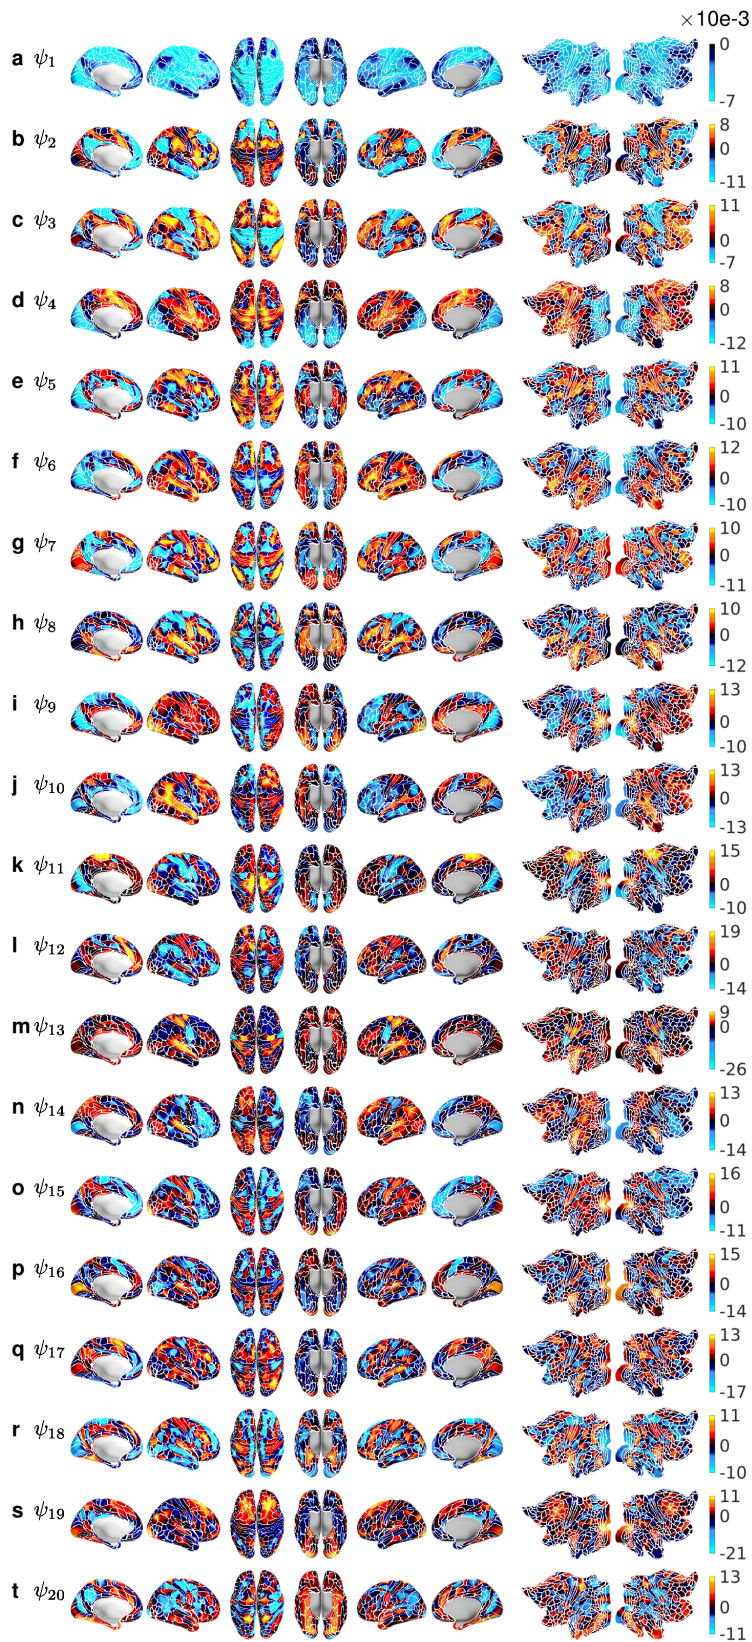 ×10e-3
a ψ1 0 -7
b ψ2 8 0 -11
c ψ3 11 0 -7
d ψ4 8 0 -12
e ψ5 11 0 -10
f ψ6 12 0 -10
g ψ7 10 0 -11
h ψ8 10 0 -12
i ψ9 13 0 -10
j ψ10 13 0 -13
k ψ11 15 0 -10
l ψ12 19 0 -14
m ψ13 9 0 -26
n ψ14 13 0 -14
o ψ15 16 0 -11
p ψ16 15 0 -14
q ψ17 13 0 -17
r ψ18 11 0 -10
s ψ19 11 0 -21
t ψ20 13 0 -11